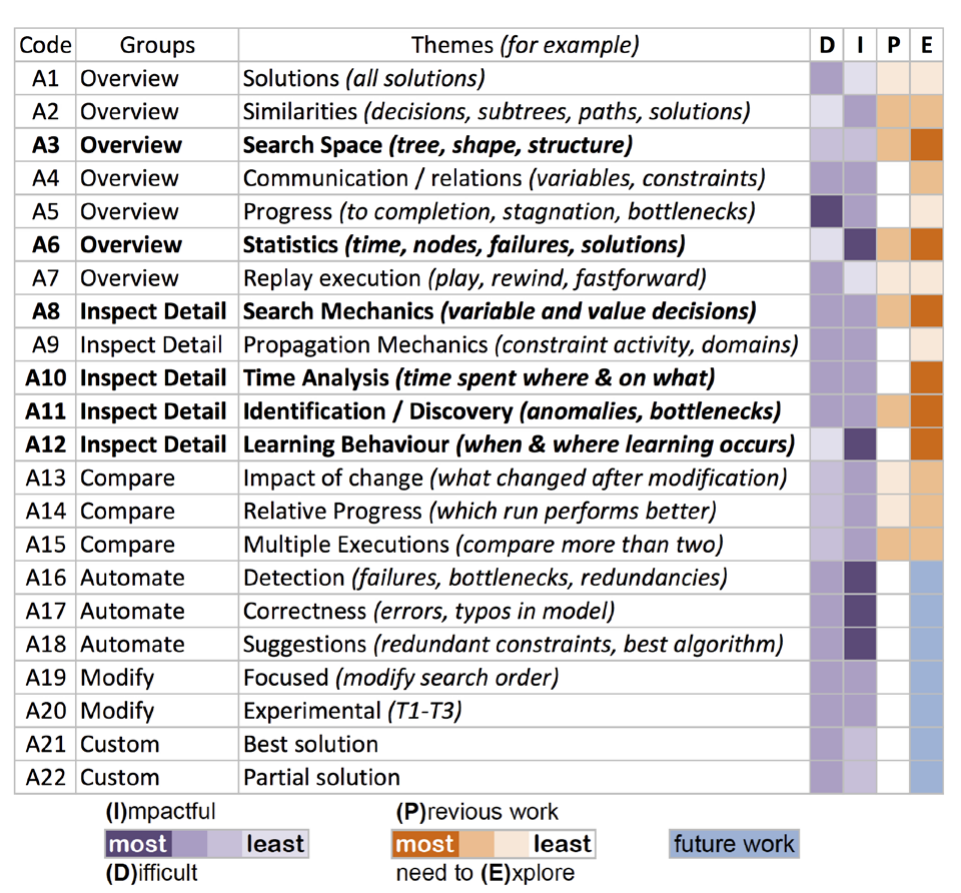 Code Groups Themes (for example) D I P E
A1 Overview Solutions (all solutions)
A2 Overview Similarities (decisions, subtrees, paths, solutions)
A3 Overview Search Space (tree, shape, structure)
A4 Overview Communication / relations (variables, constraints)
A5 Overview Progress (to completion, stagnation, bottlenecks)
A6 Overview Statistics (time, nodes, failures, solutions)
A7 Overview Replay execution (play, rewind, fastforward)
A8 Inspect Detail Search Mechanics (variable and value decisions)
A9 Inspect Detail Propagation Mechanics (constraint activity, domains)
A10 Inspect Detail Time Analysis (time spent where & on what)
A11 Inspect Detail Identification / Discovery (anomalies, bottlenecks)
A12 Inspect Detail Learning Behaviour (when & where learning occurs)
A13 Compare Impact of change (what changed after modification)
A14 Compare Relative Progress (which run performs better)
A15 Compare Multiple Executions (compare more than two)
A16 Automate Detection (failures, bottlenecks, redundancies)
A17 Automate Correctness (errors, typos in model)
A18 Automate Suggestions (redundant constraints, best algorithm)
A19 Modify Focused (modify search order)
A20 Modify Experimental (T1-T3)
A21 Custom Best solution
A22 Custom Partial solution
(I)mpactful (P)revious work
most least most least future work
(D)ifficult need to (E)xplore